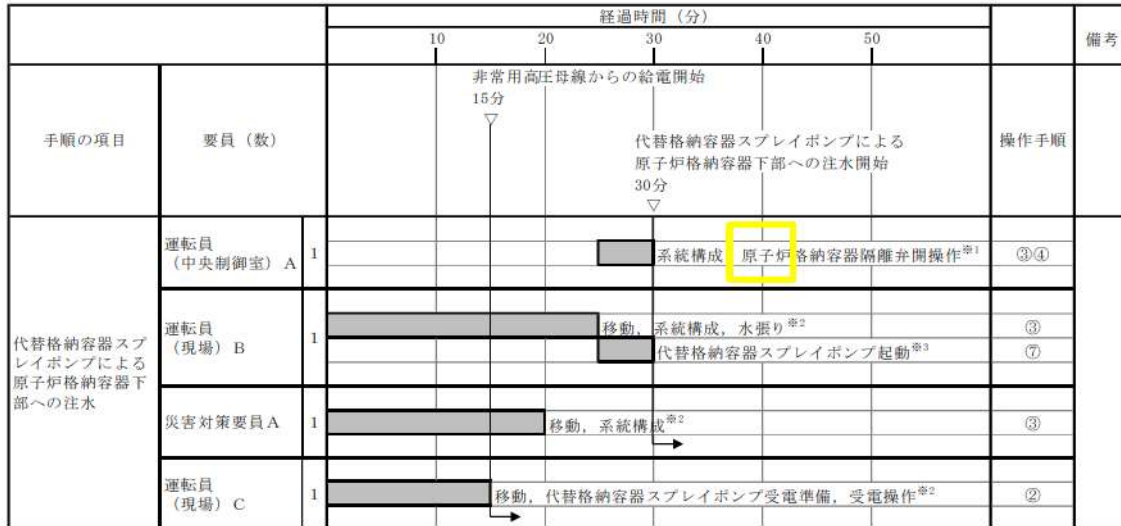 経過時間（分）
10 20 30 40 50
備考
手順の項目
要員（数）
操作手順
非常用高圧母線からの給電開始
15分
▽
代替格納容器スプレイポンプによる
原子炉格納容器下部への注水開始
30分
▽
代替格納容器スプ
レイポンプによる
原子炉格納容器下
部への注水
運転員
（中央制御室）A
1
系統構成，原子炉格納容器隔離弁開操作※1
③④
運転員
（現場）B
1
移動，系統構成，水張り※2
③
代替格納容器スプレイポンプ起動※3
⑦
災害対策要員A
1
移動，系統構成※2
③
運転員
（現場）C
1
移動，代替格納容器スプレイポンプ受電準備，受電操作※2
②